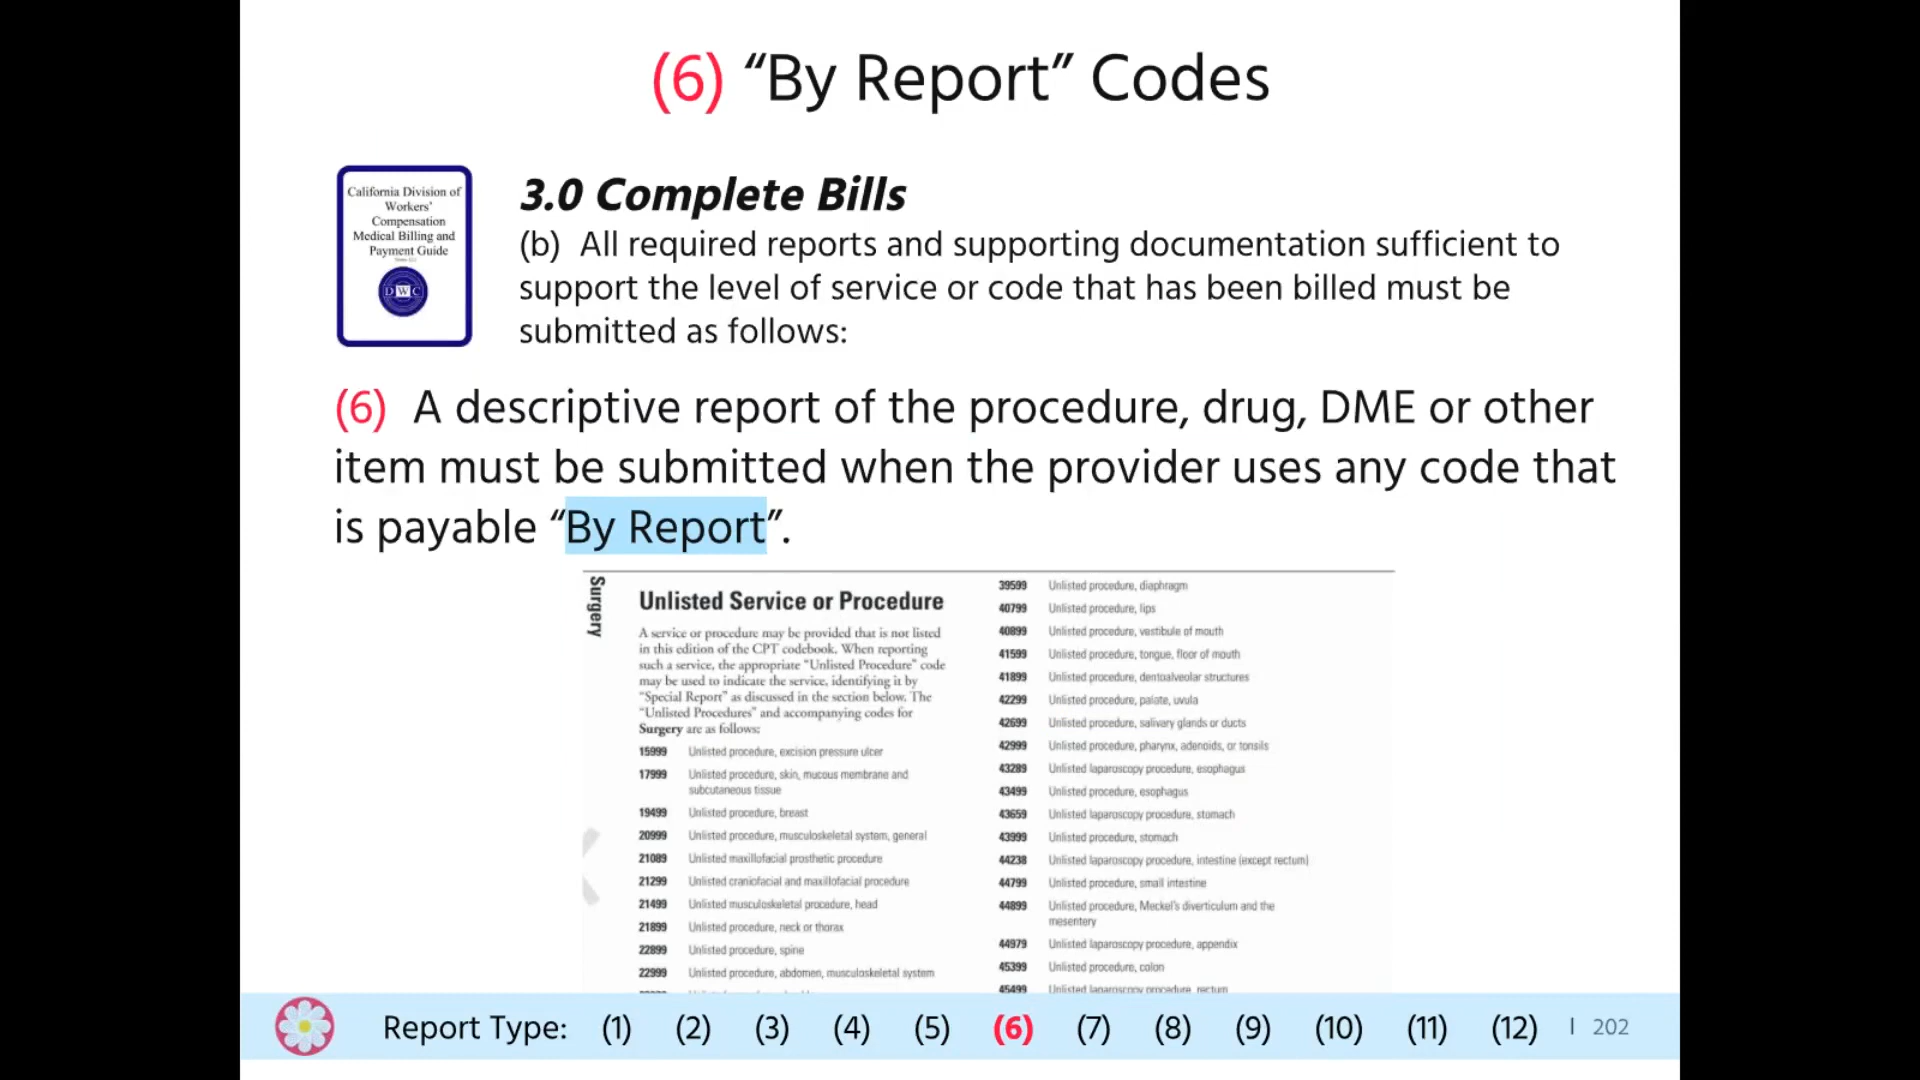 (6) “By Report” Codes
California Division of
Workers’
Compensation
Medical Billing and
Payment Guide
DWC
3.0 Complete Bills
(b) All required reports and supporting documentation sufficient to
support the level of service or code that has been billed must be
submitted as follows:
(6) A descriptive report of the procedure, drug, DME or other
item must be submitted when the provider uses any code that
is payable “By Report”.
Surgery
Unlisted Service or Procedure
A service or procedure may be provided that is not listed
in this edition of the CPT codebook. When reporting
such a service, the appropriate “Unlisted Procedure” code
may be used to indicate the service, identifying it by
“Special Report” as discussed in the section below. The
“Unlisted Procedures” and accompanying codes for
Surgery are as follows:
15999 Unlisted procedure, excision pressure ulcer
17999 Unlisted procedure, skin, mucous membrane and
subcutaneous tissue
19499 Unlisted procedure, breast
20999 Unlisted procedure, musculoskeletal system, general
21089 Unlisted maxillofacial prosthetic procedure
21299 Unlisted craniofacial and maxillofacial procedure
21499 Unlisted musculoskeletal procedure, head
21899 Unlisted procedure, neck or thorax
22899 Unlisted procedure, spine
22999 Unlisted procedure, abdomen, musculoskeletal system
39599 Unlisted procedure, diaphragm
40799 Unlisted procedure, lips
40899 Unlisted procedure, vestibule of mouth
41599 Unlisted procedure, tongue, floor of mouth
41899 Unlisted procedure, dentoalveolar structures
42299 Unlisted procedure, palate, uvula
42699 Unlisted procedure, salivary glands or ducts
42999 Unlisted procedure, pharynx, adenoids, or tonsils
43289 Unlisted laparoscopy procedure, esophagus
43499 Unlisted procedure, esophagus
43659 Unlisted laparoscopy procedure, stomach
43999 Unlisted procedure, stomach
44238 Unlisted laparoscopy procedure, intestine (except rectum)
44799 Unlisted procedure, small intestine
44899 Unlisted procedure, Meckel’s diverticulum and the
mesentery
44979 Unlisted laparoscopy procedure, appendix
45399 Unlisted procedure, colon
45499 Unlisted laparoscopy procedure, rectum
Report Type: (1) (2) (3) (4) (5) (6) (7) (8) (9) (10) (11) (12) | 202